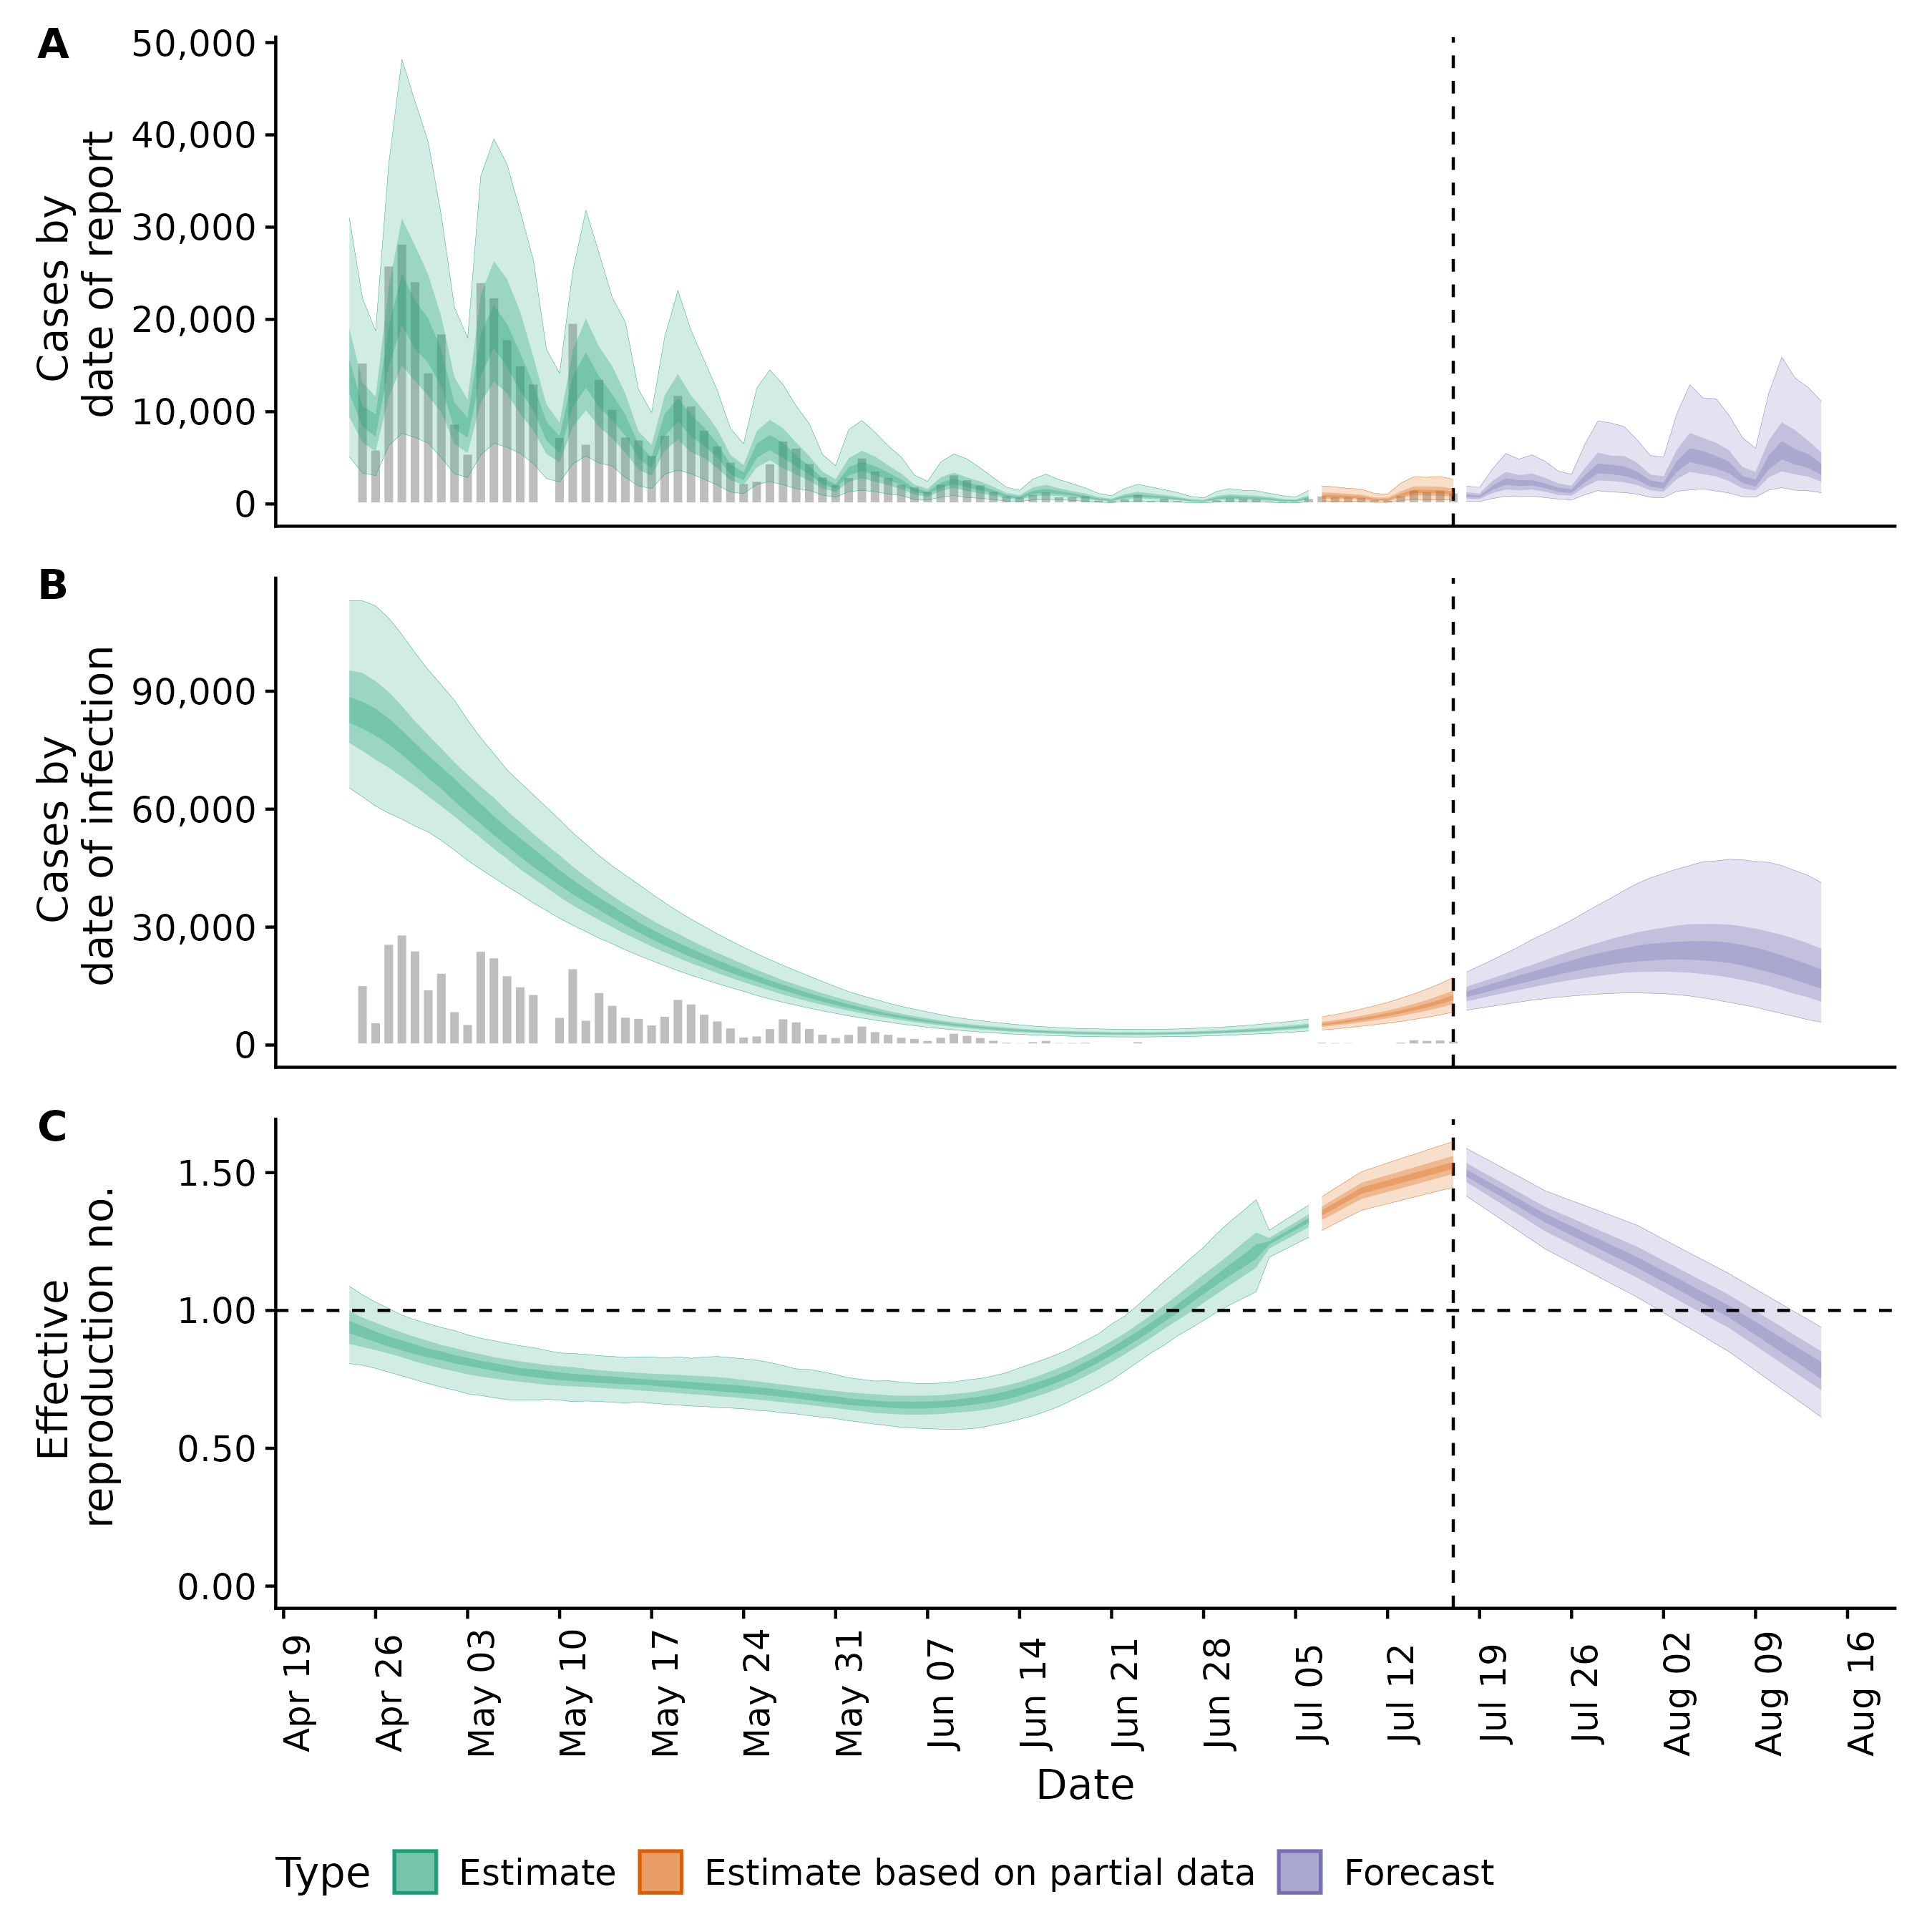 A
Cases by
date of report
50,000
40,000
30,000
20,000
10,000
0
B
Cases by
date of infection
90,000
60,000
30,000
0
C
Effective
reproduction no.
1.50
1.00
0.50
0.00
Apr 19
Apr 26
May 03
May 10
May 17
May 24
May 31
Jun 07
Jun 14
Jun 21
Jun 28
Jul 05
Jul 12
Jul 19
Jul 26
Aug 02
Aug 09
Aug 16
Date
Type Estimate Estimate based on partial data Forecast